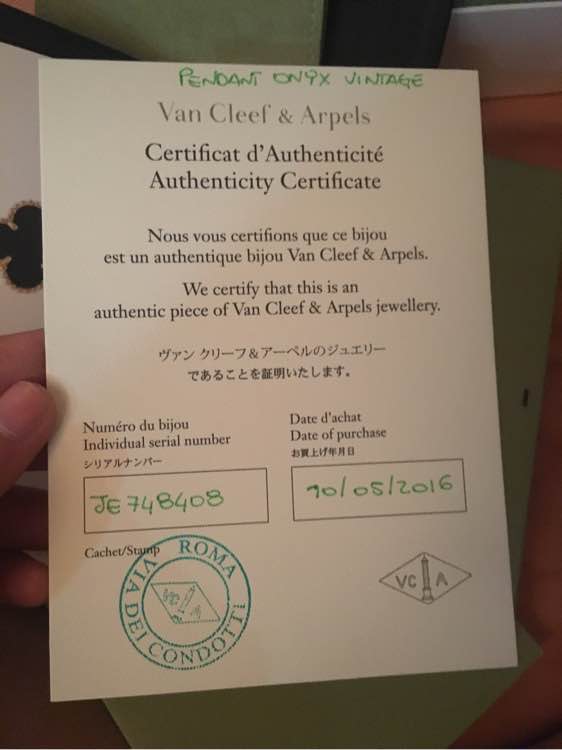 PENDANT ONYX VINTAGE
Van Cleef & Arpels
Certificat d'Authenticité
Authenticity Certificate
Nous vous certifions que ce bijou
est un authentique bijou Van Cleef & Arpels.
We certify that this is an
authentic piece of Van Cleef & Arpels jewellery.
ヴァン クリーフ&アーペルのジュエリー
であることを証明いたします。
Numéro du bijou
Individual serial number
シリアルナンバー
JE748408
Date d'achat
Date of purchase
お買上げ年月日
10/05/2016
Cachet/Stamp
ROMA
VIA DEI CONDOTTI
VC A
VC A